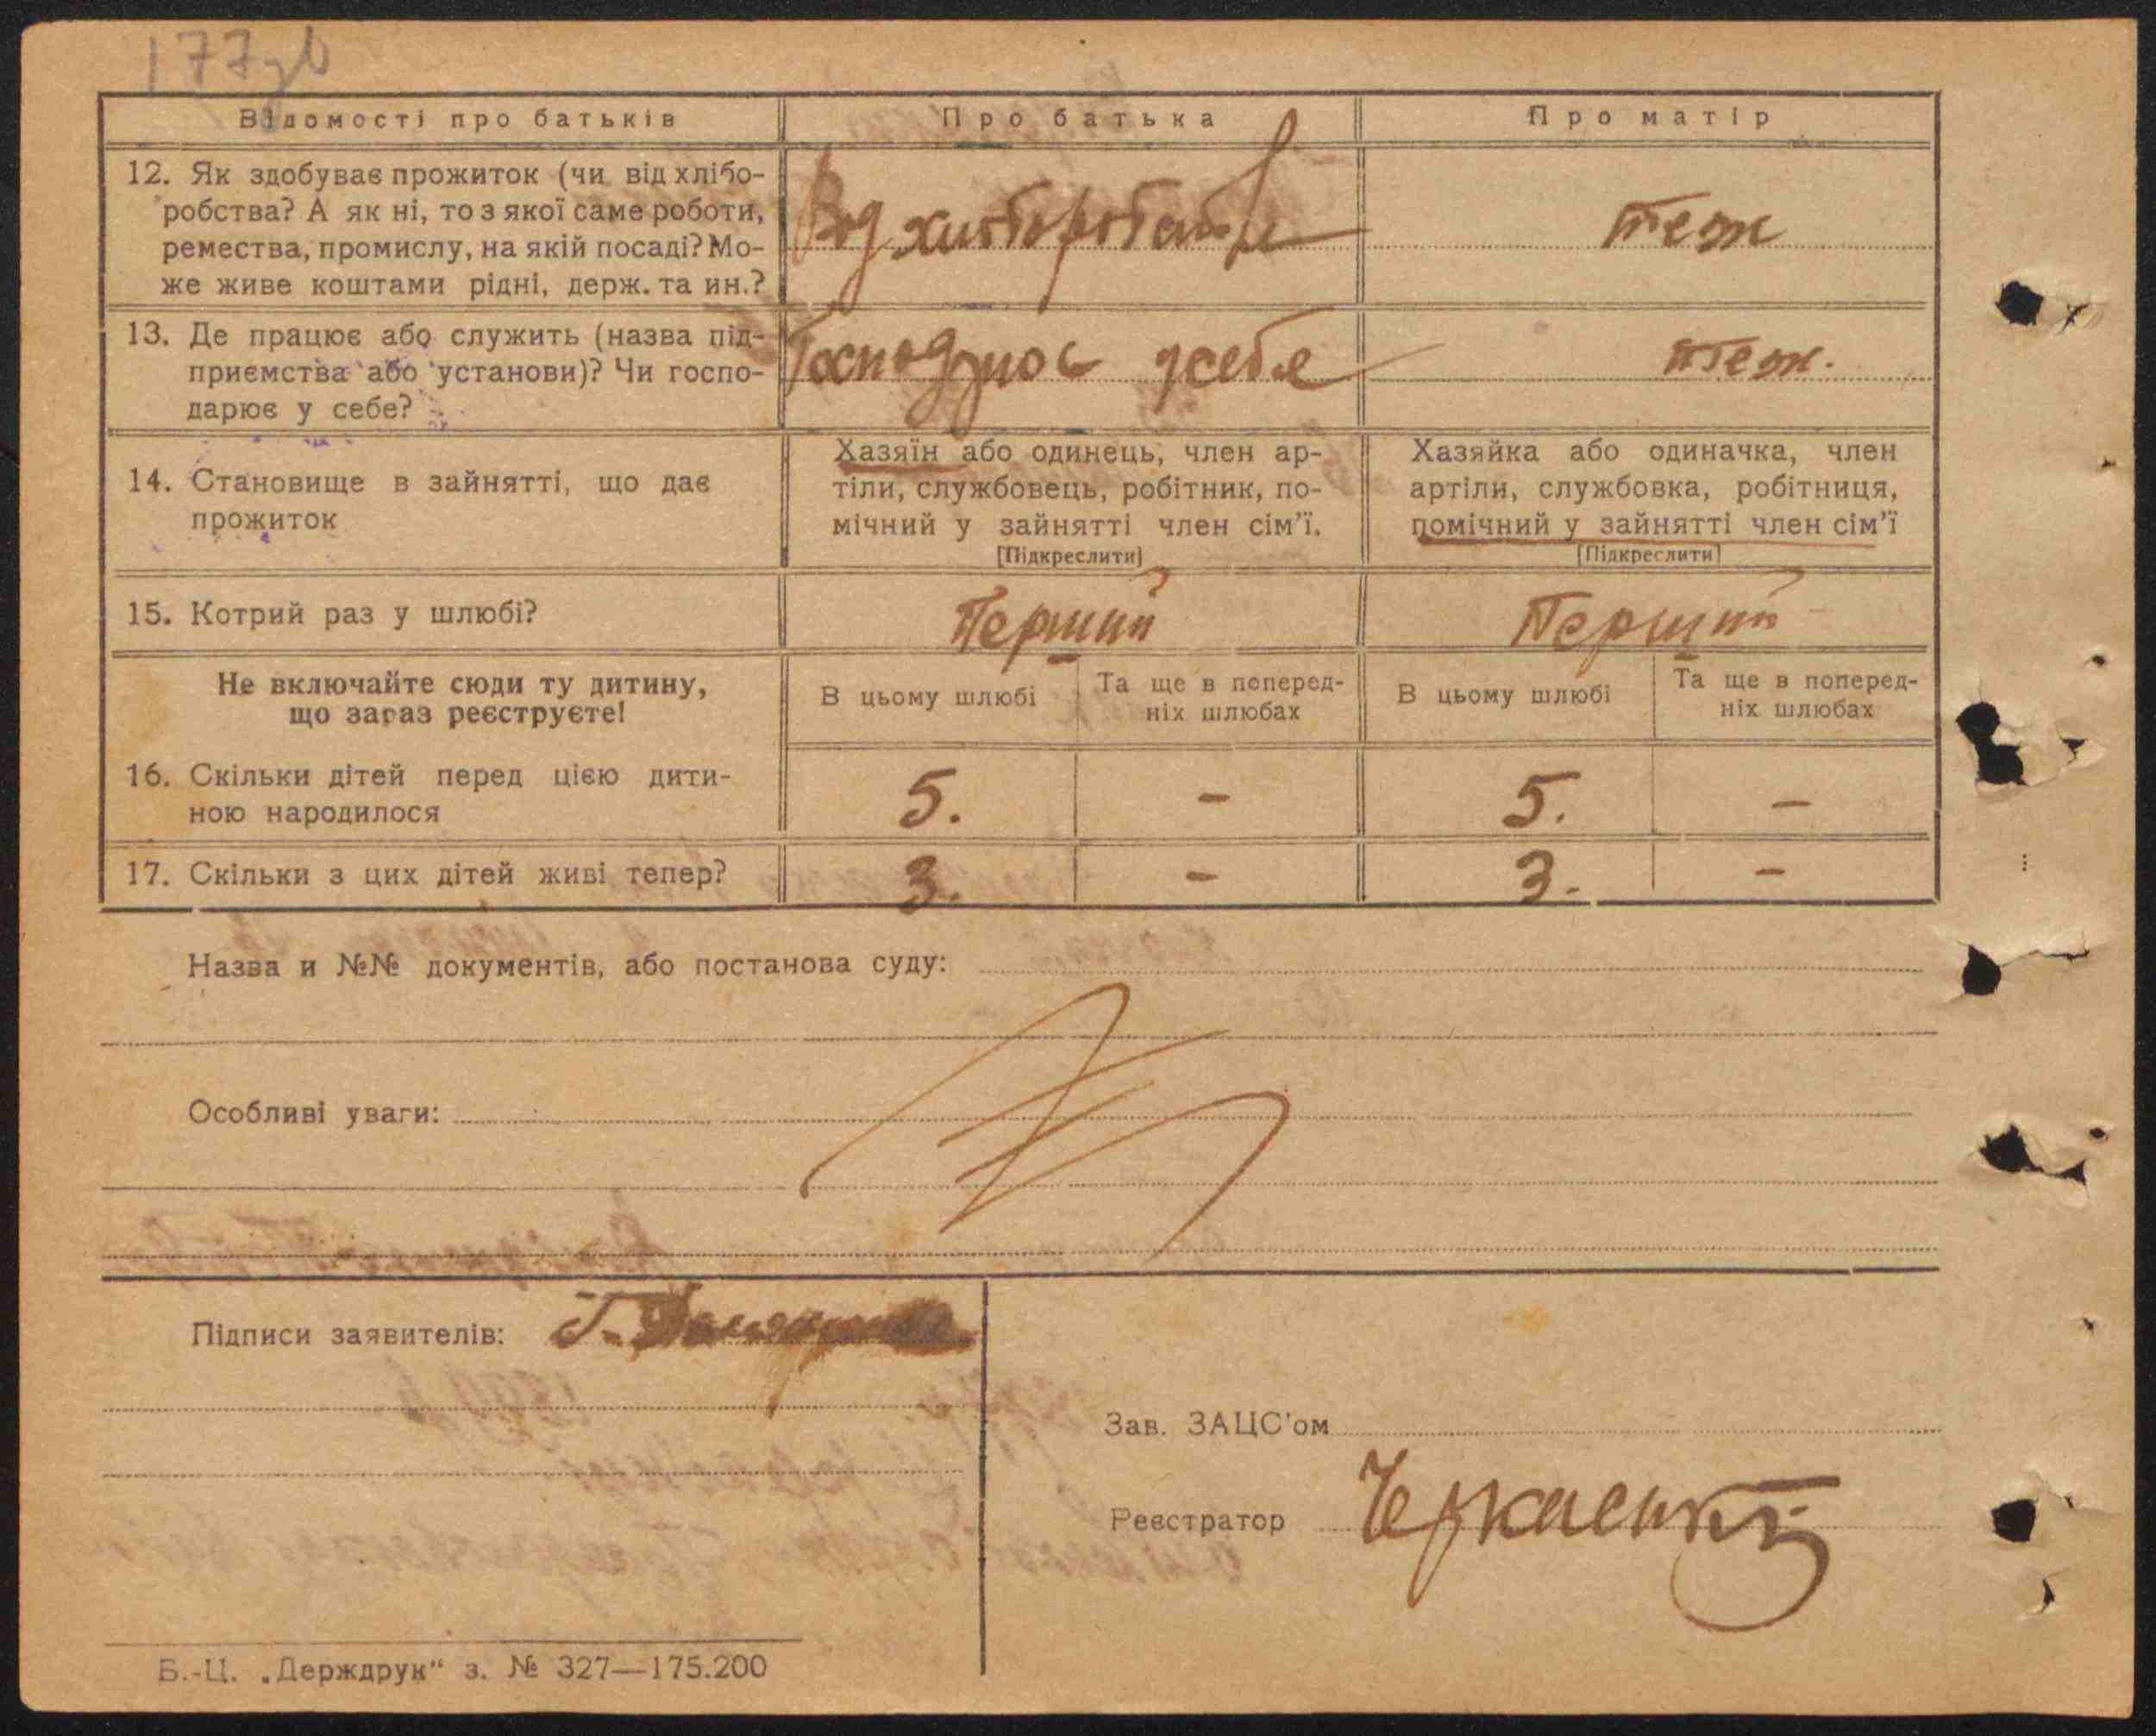 177зв
Відомості про батьків Про батька Про матір
12. Як здобуває прожиток (чи від хлібо-
робства? А як ні, то з якої саме роботи,
ремества, промислу, на якій посаді? Мо-
же живе коштами рідні, держ. та ин.?
Від хліборобства
теж
13. Де працює або служить (назва під-
приємства або установи)? Чи госпо-
дарює у себе?
у себе
теж.
14. Становище в зайнятті, що дає
прожиток
Хазяїн або одинець, член ар-
тіли, службовець, робітник, по-
мічний у зайнятті член сім'ї.
[Підкреслити]
Хазяйка або одиначка, член
артіли, службовка, робітниця,
помічний у зайнятті член сім'ї
[Підкреслити]
15. Котрий раз у шлюбі? Перший Перший
Не включайте сюди ту дитину,
що зараз реєструєте!
В цьому шлюбі
Та ще в поперед-
ніх шлюбах
В цьому шлюбі
Та ще в поперед-
ніх шлюбах
16. Скільки дітей перед цією дити-
ною народилося
5. - 5. -
17. Скільки з цих дітей живі тепер? 3. - 3. -
Назва и №№ документів, або постанова суду:
Особливі уваги:
Підписи заявителів:
Зав. ЗАЦС'ом
Реєстратор
Б.-Ц. „Держдрук“ з. № 327—175.200